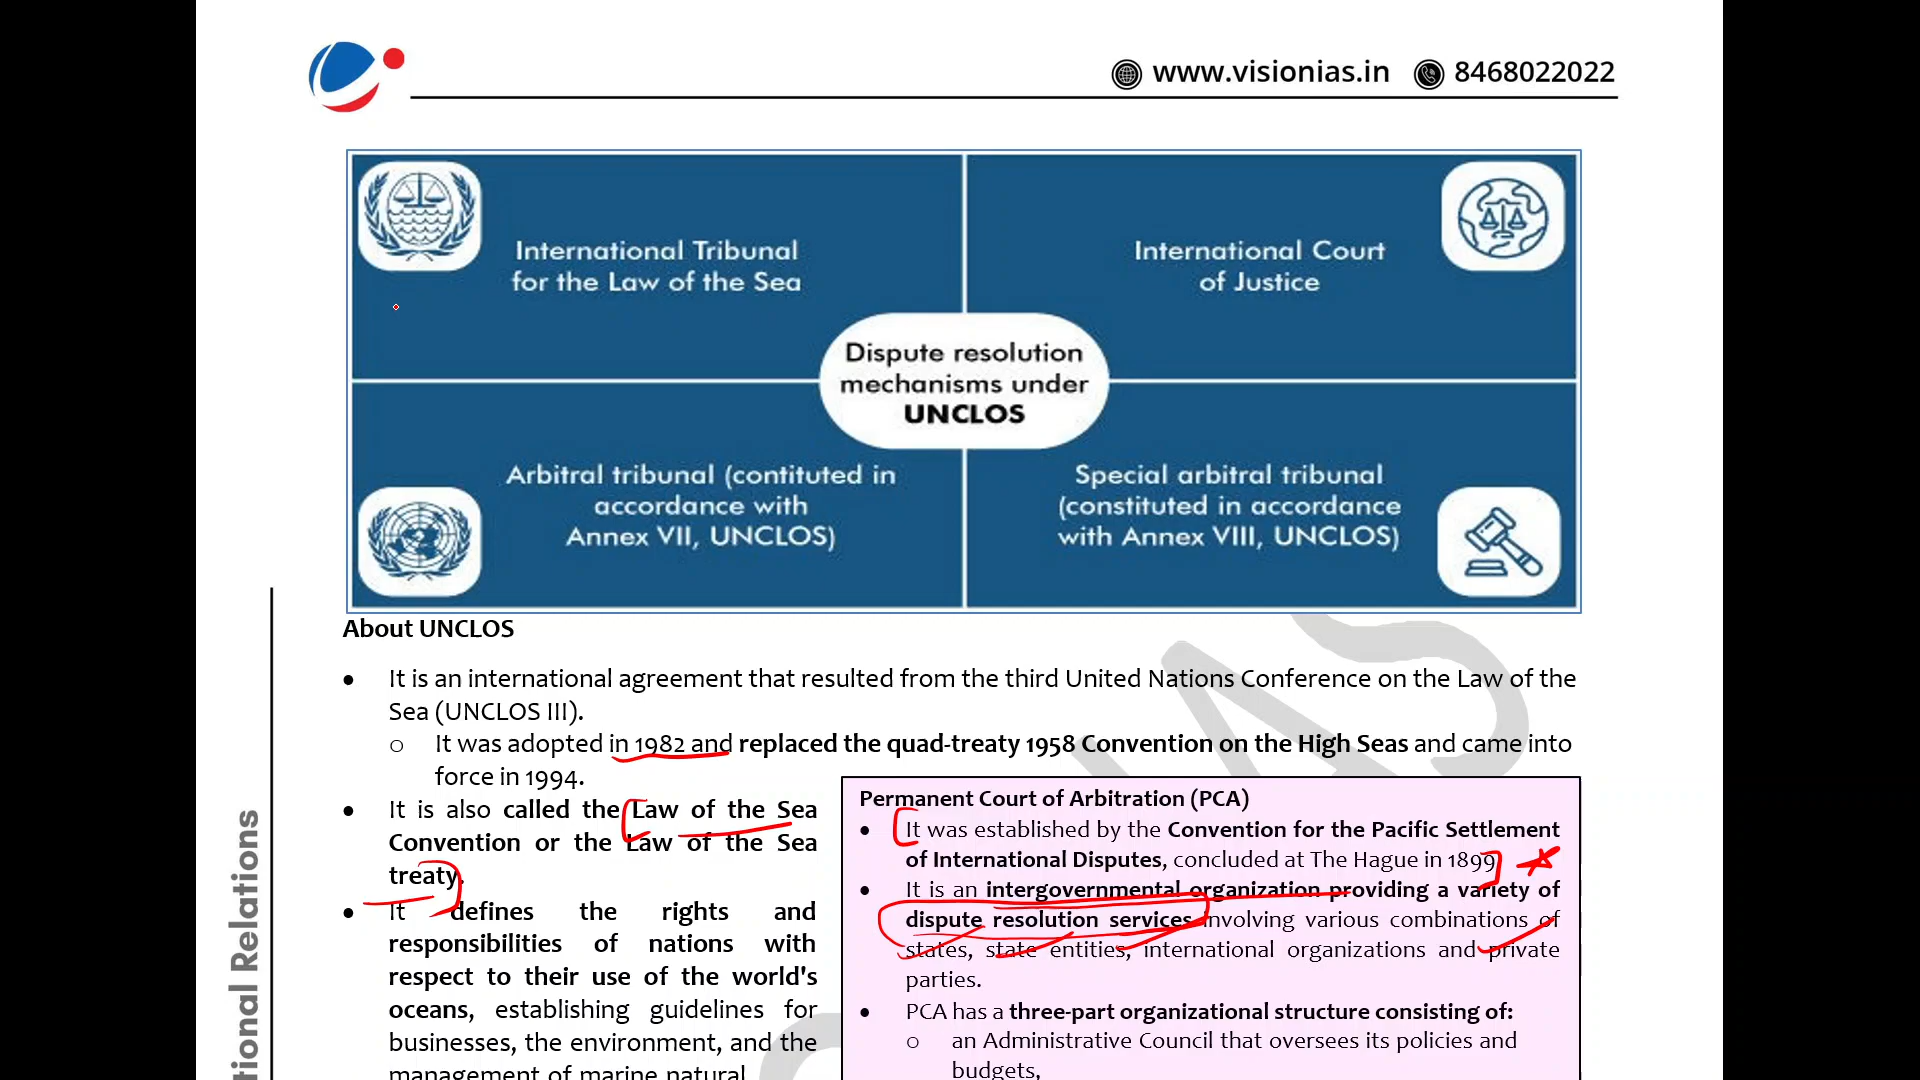 www.visionias.in 8468022022
International Tribunal
for the Law of the Sea
International Court
of Justice
Dispute resolution
mechanisms under
UNCLOS
Arbitral tribunal (contituted in
accordance with
Annex VII, UNCLOS)
Special arbitral tribunal
(constituted in accordance
with Annex VIII, UNCLOS)
About UNCLOS
• It is an international agreement that resulted from the third United Nations Conference on the Law of the
Sea (UNCLOS III).
o It was adopted in 1982 and replaced the quad-treaty 1958 Convention on the High Seas and came into
force in 1994.
• It is also called the Law of the Sea
Convention or the Law of the Sea
treaty.
• It defines the rights and
responsibilities of nations with
respect to their use of the world's
oceans, establishing guidelines for
businesses, the environment, and the
management of marine natural
Permanent Court of Arbitration (PCA)
• It was established by the Convention for the Pacific Settlement
of International Disputes, concluded at The Hague in 1899
• It is an intergovernmental organization providing a variety of
dispute resolution services involving various combinations of
states, state entities, international organizations and private
parties.
• PCA has a three-part organizational structure consisting of:
o an Administrative Council that oversees its policies and
budgets,
tional Relations